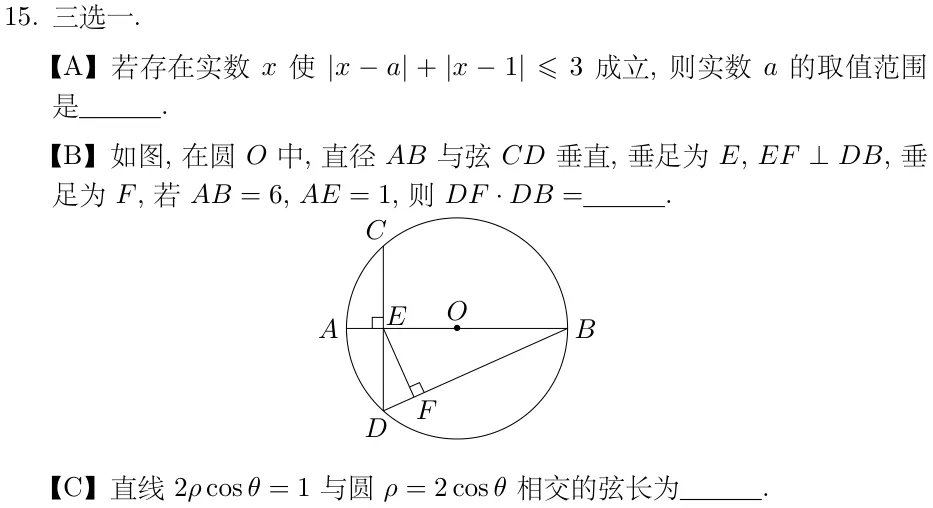 15. 三选一.
【A】若存在实数 x 使 |x − a| + |x − 1| ⩽ 3 成立, 则实数 a 的取值范围
是______.
【B】如图, 在圆 O 中, 直径 AB 与弦 CD 垂直, 垂足为 E, EF ⊥ DB, 垂
足为 F, 若 AB = 6, AE = 1, 则 DF · DB =______.
C
A E O B
F
D
【C】直线 2ρ cos θ = 1 与圆 ρ = 2 cos θ 相交的弦长为______.